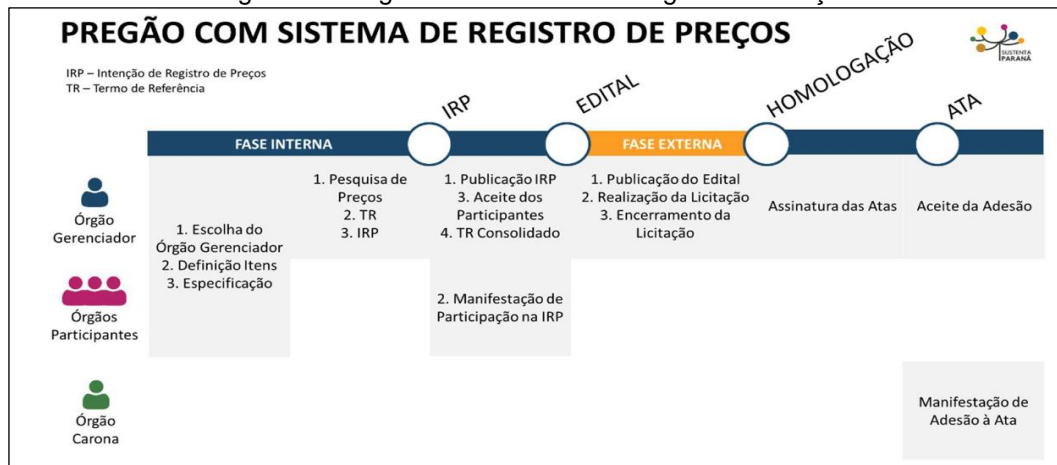 PREGÃO COM SISTEMA DE REGISTRO DE PREÇOS
SUSTENTA
PARANÁ
IRP – Intenção de Registro de Preços
TR – Termo de Referência
IRP
EDITAL
HOMOLOGAÇÃO
ATA
FASE INTERNA
FASE EXTERNA
Órgão
Gerenciador
1. Escolha do
Órgão Gerenciador
2. Definição Itens
3. Especificação
1. Pesquisa de
Preços
2. TR
3. IRP
1. Publicação IRP
3. Aceite dos
Participantes
4. TR Consolidado
1. Publicação do Edital
2. Realização da Licitação
3. Encerramento da
Licitação
Assinatura das Atas
Aceite da Adesão
Órgãos
Participantes
2. Manifestação de
Participação na IRP
Órgão
Carona
Manifestação de
Adesão à Ata